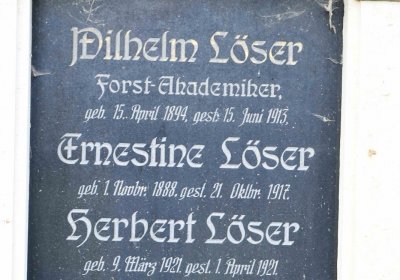 Wilhelm Löser
Forst-Akademiker,
geb. 15. April 1894, gest. 15. Juni 1913.
Ernestine Löser
geb. 1. Novbr. 1888, gest. 21. Oktbr. 1917.
Herbert Löser
geb. 9. März 1921, gest. 1. April 1921.